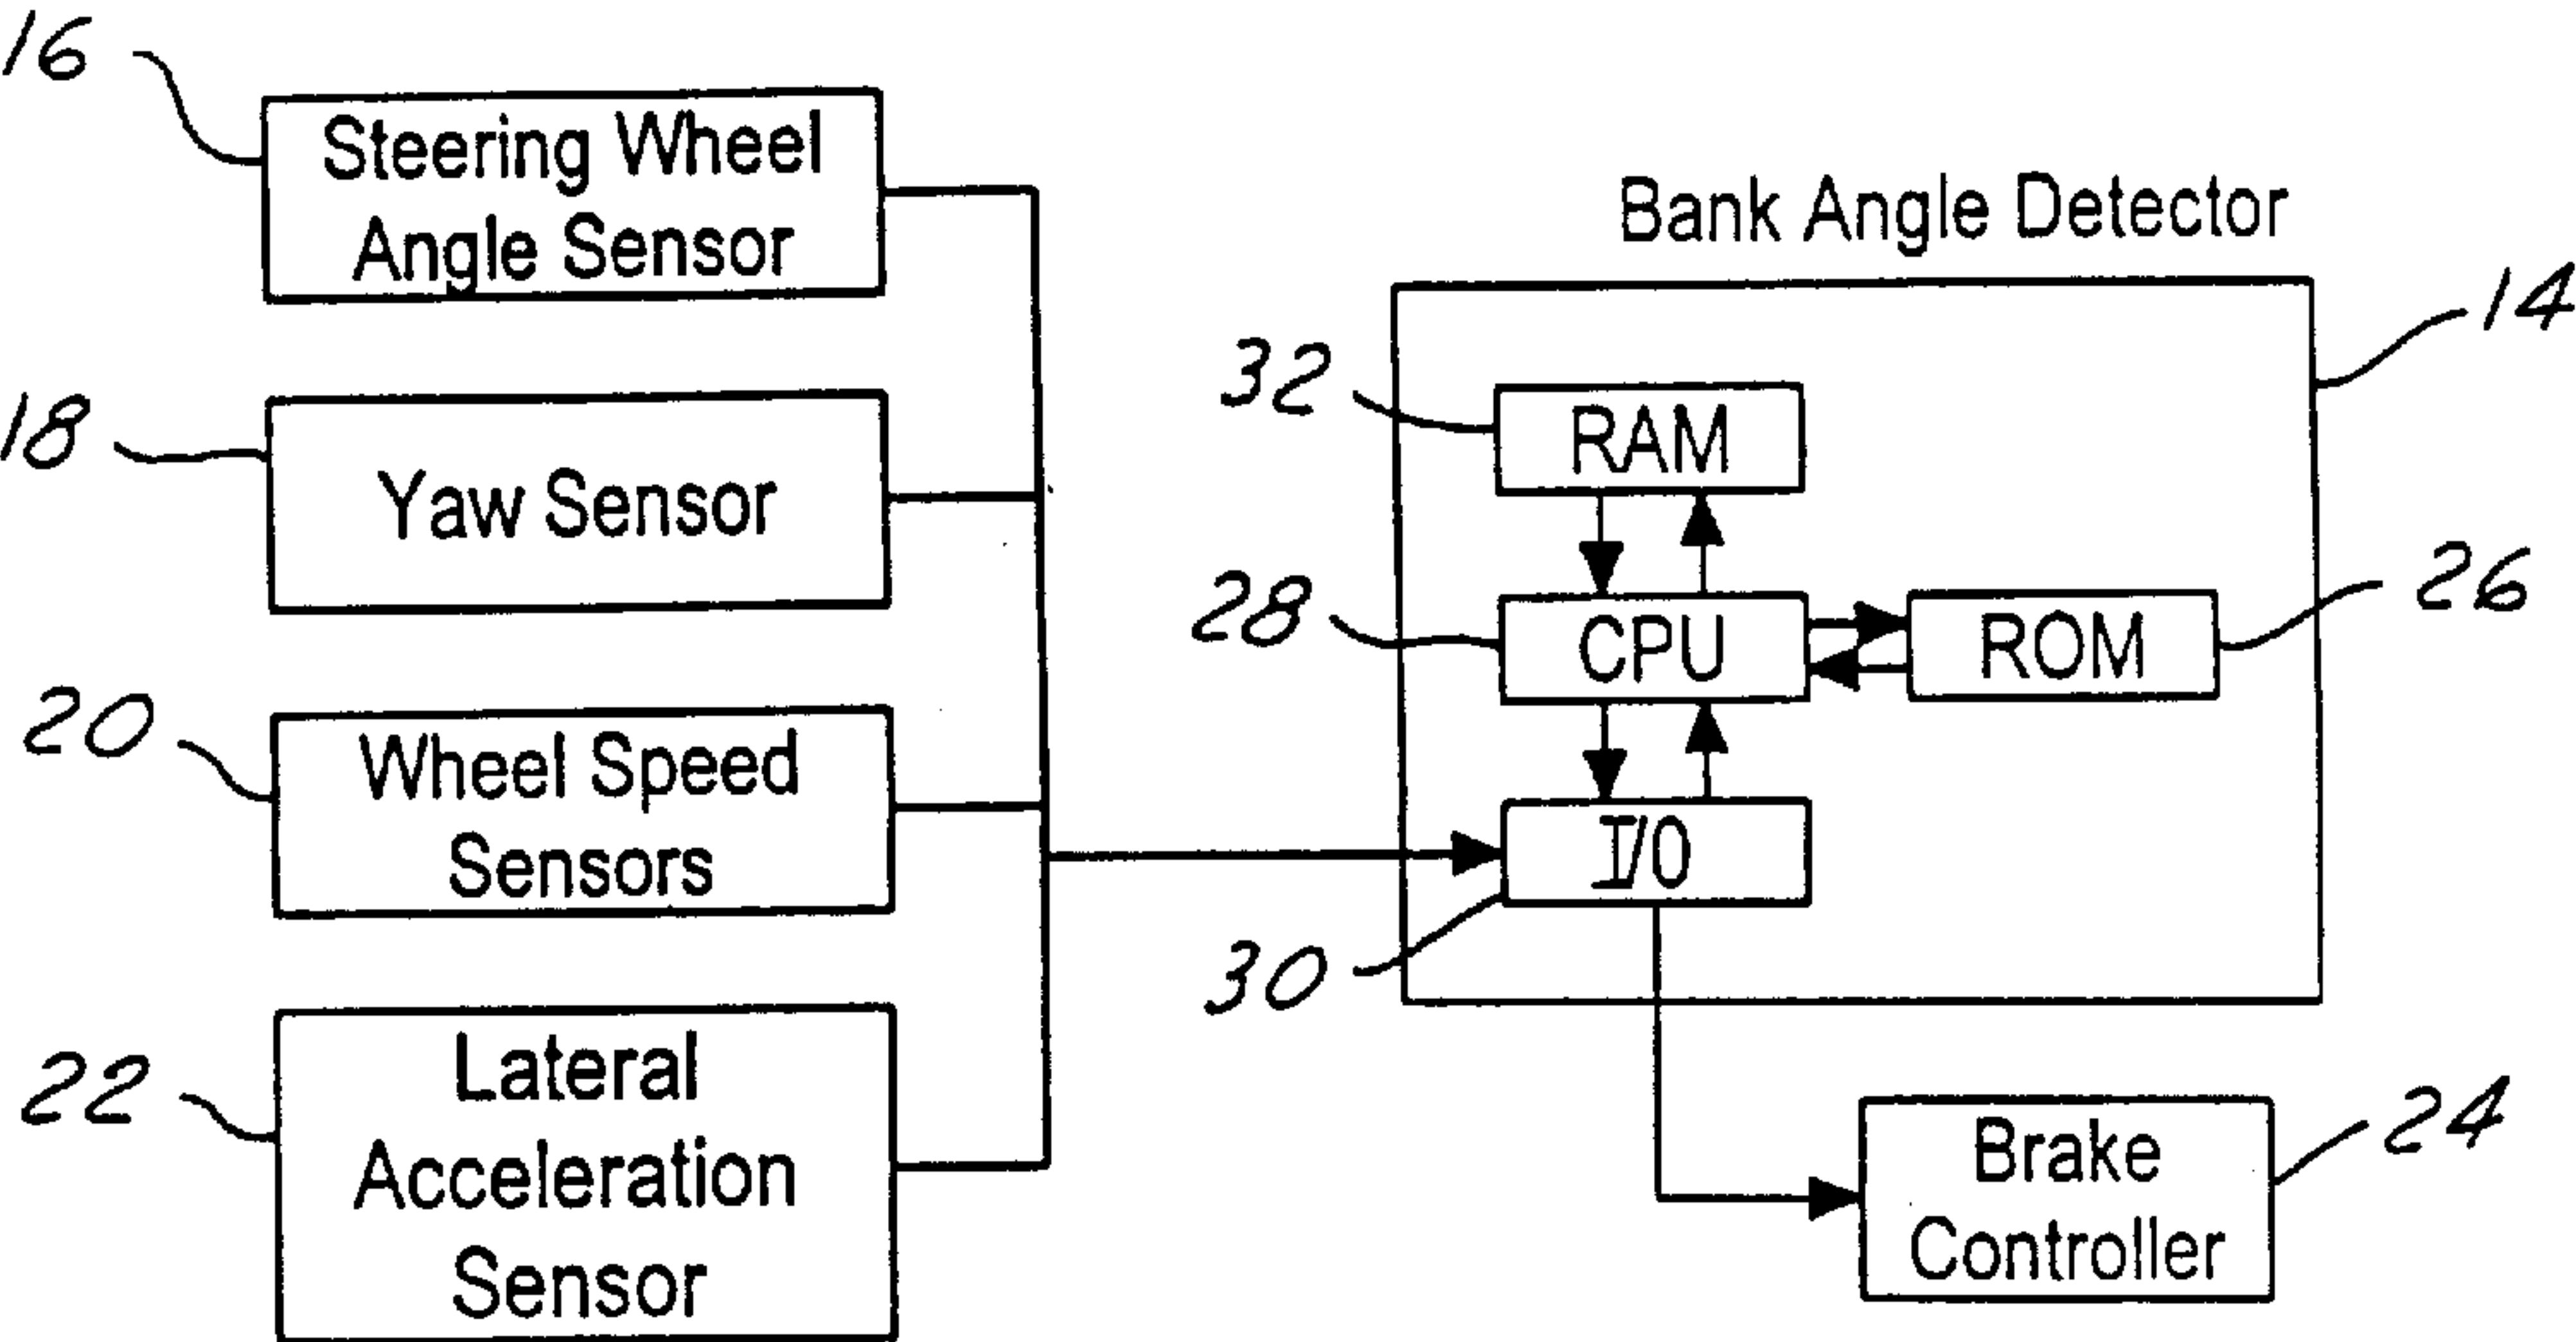 16
Steering Wheel
Angle Sensor
18
Yaw Sensor
20
Wheel Speed
Sensors
22
Lateral
Acceleration
Sensor
Bank Angle Detector
14
32
RAM
28
CPU
ROM
26
I/O
30
Brake
Controller
24